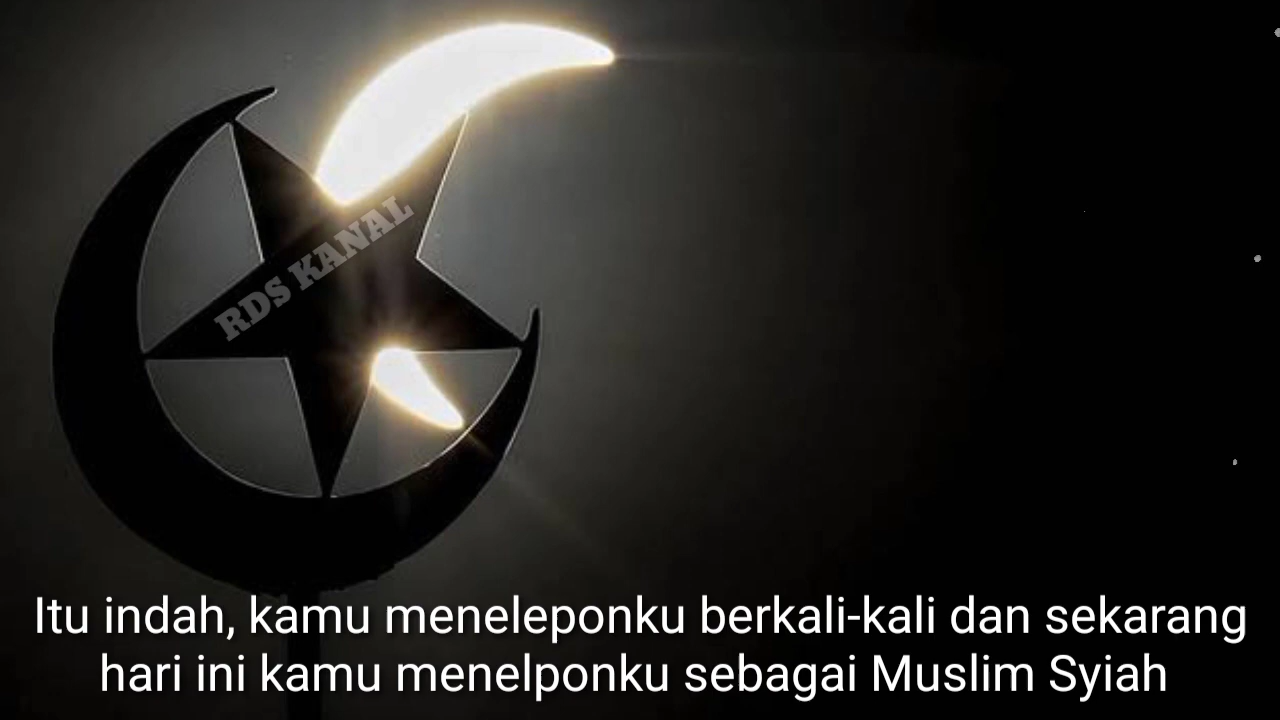 RDS KANAL
Itu indah, kamu meneleponku berkali-kali dan sekarang
hari ini kamu menelponku sebagai Muslim Syiah